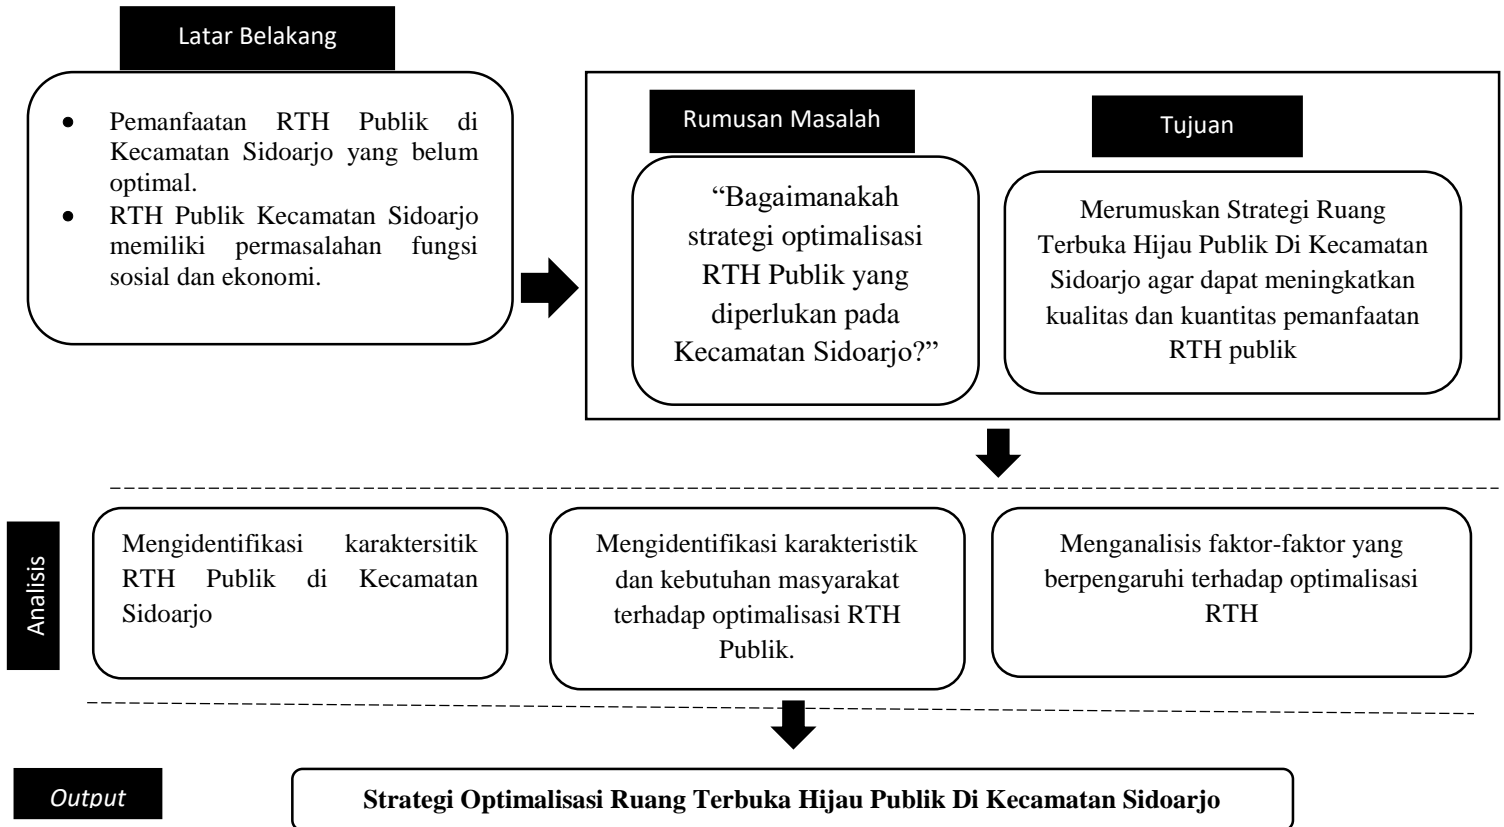 Latar Belakang
● Pemanfaatan RTH Publik di
Kecamatan Sidoarjo yang belum
optimal.
● RTH Publik Kecamatan Sidoarjo
memiliki permasalahan fungsi
sosial dan ekonomi.
Rumusan Masalah
“Bagaimanakah
strategi optimalisasi
RTH Publik yang
diperlukan pada
Kecamatan Sidoarjo?”
Tujuan
Merumuskan Strategi Ruang
Terbuka Hijau Publik Di Kecamatan
Sidoarjo agar dapat meningkatkan
kualitas dan kuantitas pemanfaatan
RTH publik
Analisis
Mengidentifikasi karaktersitik
RTH Publik di Kecamatan
Sidoarjo
Mengidentifikasi karakteristik
dan kebutuhan masyarakat
terhadap optimalisasi RTH
Publik.
Menganalisis faktor-faktor yang
berpengaruhi terhadap optimalisasi
RTH
Output
Strategi Optimalisasi Ruang Terbuka Hijau Publik Di Kecamatan Sidoarjo